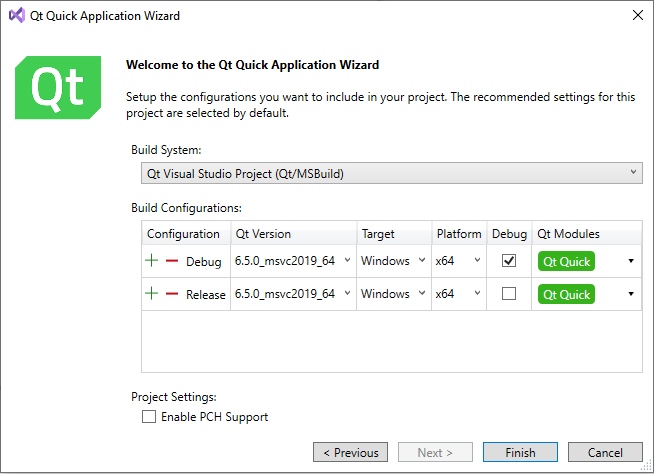 Qt Quick Application Wizard
Qt
Welcome to the Qt Quick Application Wizard
Setup the configurations you want to include in your project. The recommended settings for this
project are selected by default.
Build System:
Qt Visual Studio Project (Qt/MSBuild)
Build Configurations:
Configuration Qt Version Target Platform Debug Qt Modules
Debug 6.5.0_msvc2019_64 Windows x64 Qt Quick
Release 6.5.0_msvc2019_64 Windows x64 Qt Quick
Project Settings:
Enable PCH Support
< Previous Next > Finish Cancel